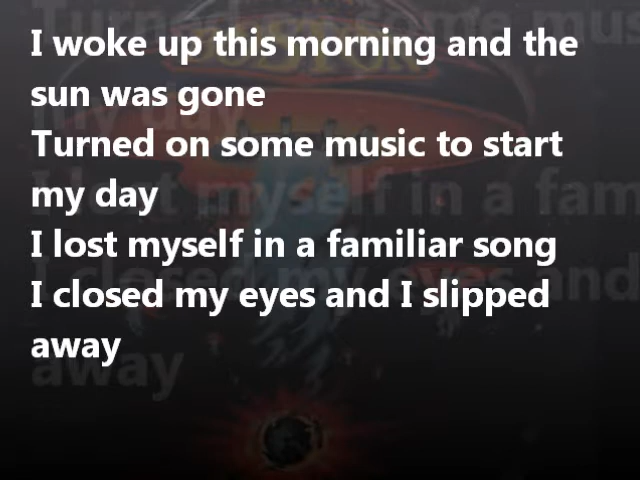 I woke up this morning and the
sun was gone
Turned on some music to start
my day
I lost myself in a familiar song
I closed my eyes and I slipped
away